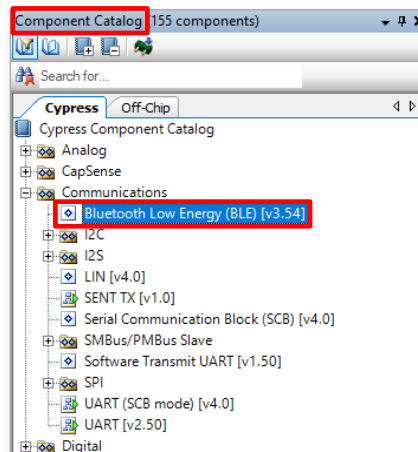 Component Catalog (155 components)
Search for...
Cypress Off-Chip
Cypress Component Catalog
Analog
CapSense
Communications
Bluetooth Low Energy (BLE) [v3.54]
I2C
I2S
LIN [v4.0]
SENT TX [v1.0]
Serial Communication Block (SCB) [v4.0]
SMBus/PMBus Slave
Software Transmit UART [v1.50]
SPI
UART (SCB mode) [v4.0]
UART [v2.50]
Digital